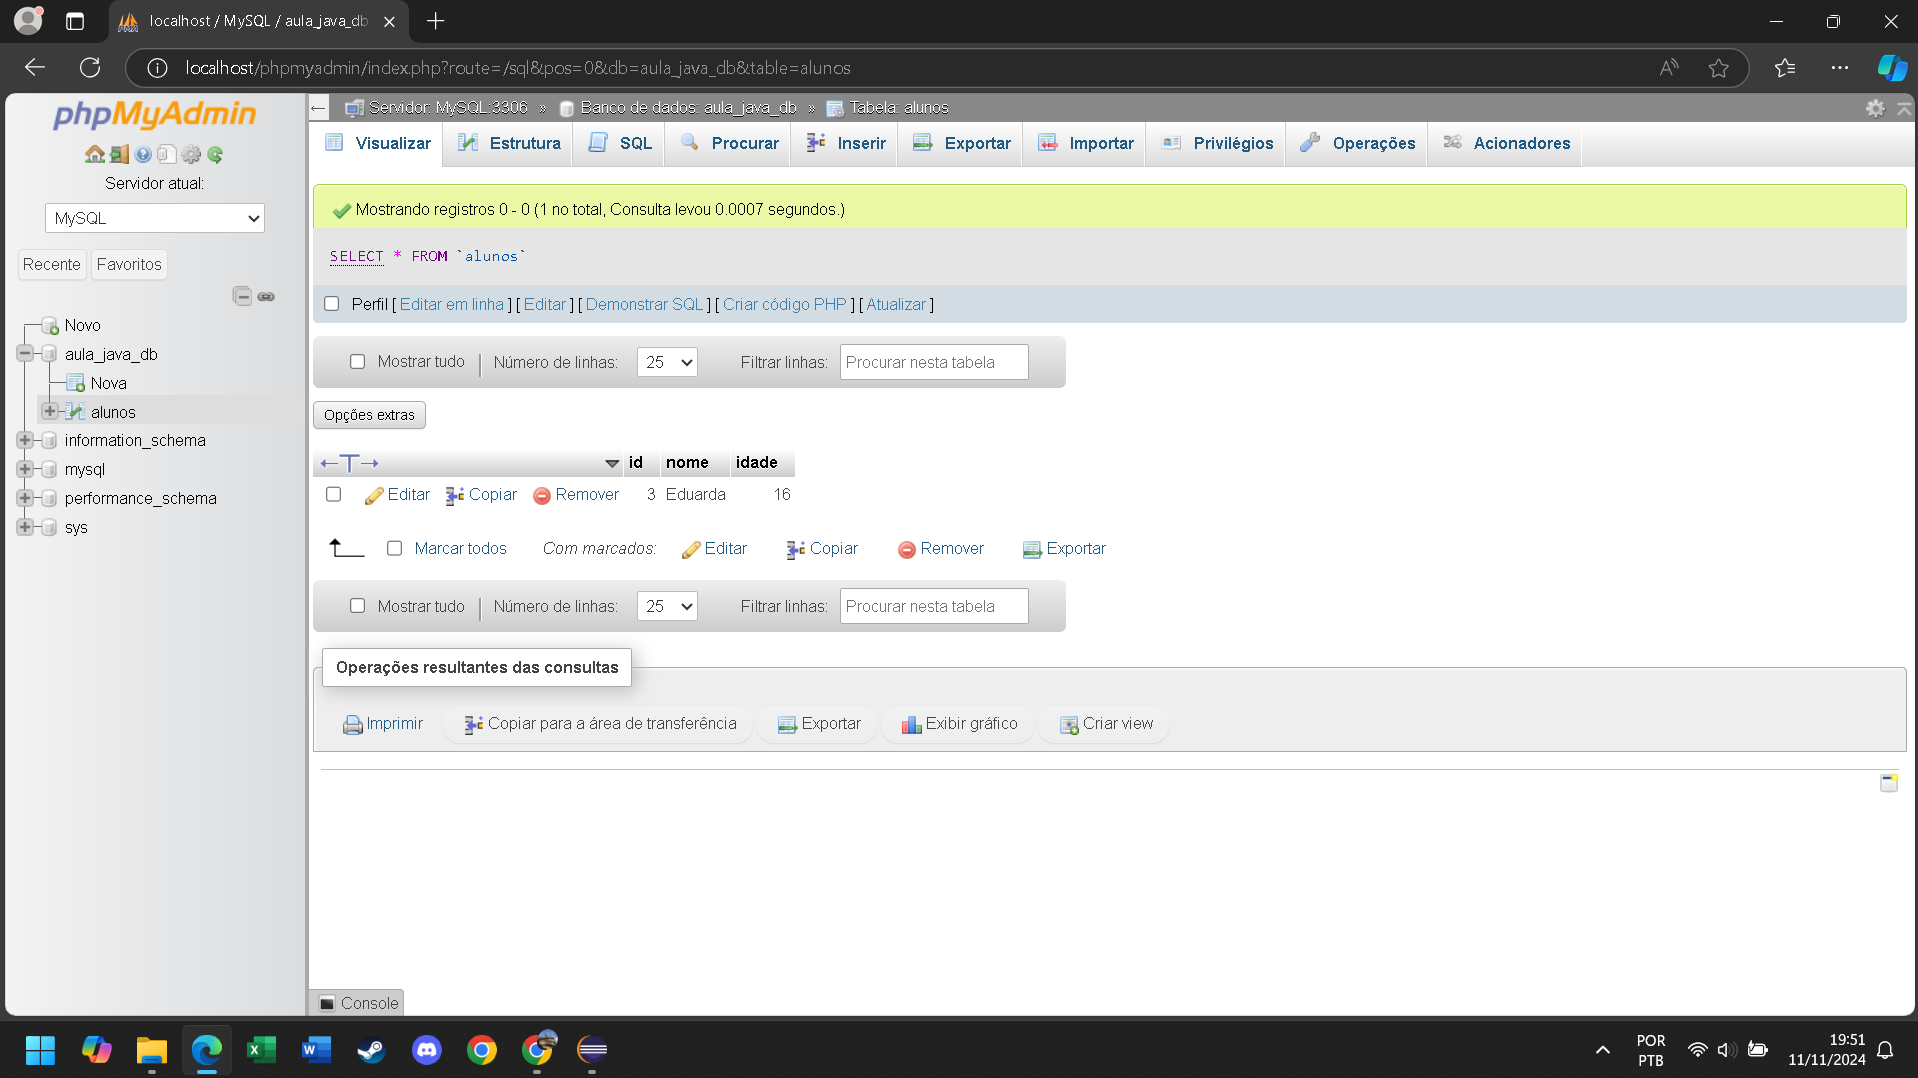 localhost / MySQL / aula_java_db
localhost/phpmyadmin/index.php?route=/sql&pos=0&db=aula_java_db&table=alunos
phpMyAdmin
Servidor atual:
MySQL
Recente Favoritos
Novo
aula_java_db
Nova
alunos
information_schema
mysql
performance_schema
sys
Servidor: MySQL:3306 » Banco de dados: aula_java_db » Tabela: alunos
Visualizar Estrutura SQL Procurar Inserir Exportar Importar Privilégios Operações Acionadores
Mostrando registros 0 - 0 (1 no total, Consulta levou 0.0007 segundos.)
SELECT * FROM `alunos`
Perfil [ Editar em linha ] [ Editar ] [ Demonstrar SQL ] [ Criar código PHP ] [ Atualizar ]
Mostrar tudo | Número de linhas: 25 Filtrar linhas: Procurar nesta tabela
Opções extras
←T→ id nome idade
Editar Copiar Remover 3 Eduarda 16
Marcar todos Com marcados: Editar Copiar Remover Exportar
Mostrar tudo | Número de linhas: 25 Filtrar linhas: Procurar nesta tabela
Operações resultantes das consultas
Imprimir Copiar para a área de transferência Exportar Exibir gráfico Criar view
Console
POR
PTB
19:51
11/11/2024